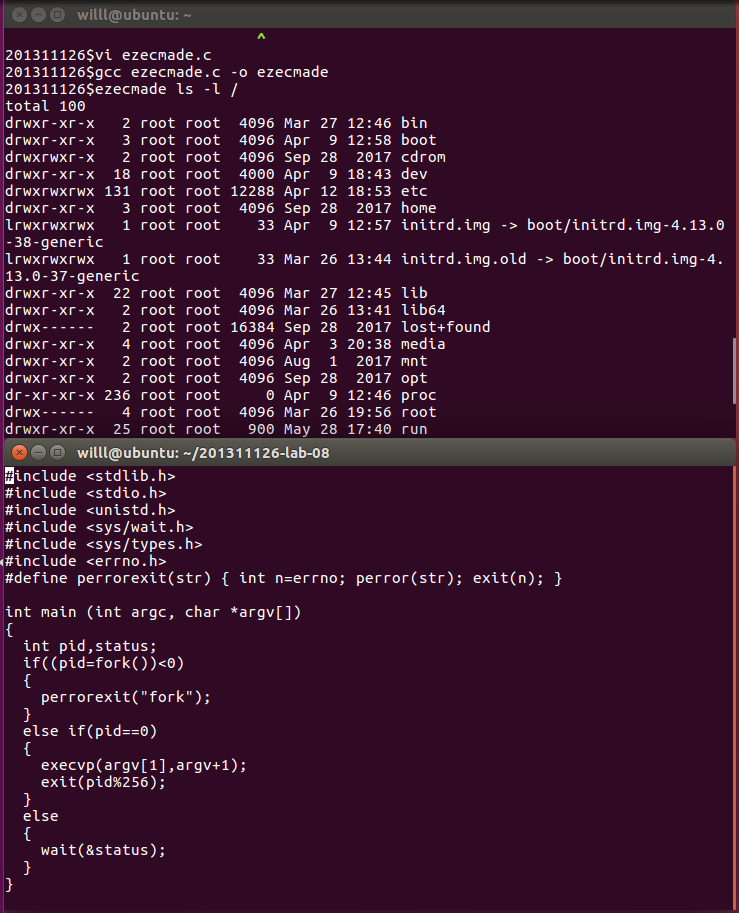 willl@ubuntu: ~
^
201311126$vi ezecmade.c
201311126$gcc ezecmade.c -o ezecmade
201311126$ezecmade ls -l /
total 100
drwxr-xr-x   2 root root  4096 Mar 27 12:46 bin
drwxr-xr-x   3 root root  4096 Apr  9 12:58 boot
drwxrwxr-x   2 root root  4096 Sep 28  2017 cdrom
drwxr-xr-x  18 root root  4000 Apr  9 18:43 dev
drwxrwxrwx 131 root root 12288 Apr 12 18:53 etc
drwxr-xr-x   3 root root  4096 Sep 28  2017 home
lrwxrwxrwx   1 root root    33 Apr  9 12:57 initrd.img -> boot/initrd.img-4.13.0
-38-generic
lrwxrwxrwx   1 root root    33 Mar 26 13:44 initrd.img.old -> boot/initrd.img-4.
13.0-37-generic
drwxr-xr-x  22 root root  4096 Mar 27 12:45 lib
drwxr-xr-x   2 root root  4096 Mar 26 13:41 lib64
drwx------   2 root root 16384 Sep 28  2017 lost+found
drwxr-xr-x   4 root root  4096 Apr  3 20:38 media
drwxr-xr-x   2 root root  4096 Aug  1  2017 mnt
drwxr-xr-x   2 root root  4096 Sep 28  2017 opt
dr-xr-xr-x 236 root root     0 Apr  9 12:46 proc
drwx------   4 root root  4096 Mar 26 19:56 root
drwxr-xr-x  25 root root   900 May 28 17:40 run
willl@ubuntu: ~/201311126-lab-08
#include <stdlib.h>
#include <stdio.h>
#include <unistd.h>
#include <sys/wait.h>
#include <sys/types.h>
#include <errno.h>
#define perrorexit(str) { int n=errno; perror(str); exit(n); }
int main (int argc, char *argv[])
{
  int pid,status;
  if((pid=fork())<0)
  {
    perrorexit("fork");
  }
  else if(pid==0)
  {
    execvp(argv[1],argv+1);
    exit(pid%256);
  }
  else
  {
    wait(&status);
  }
}